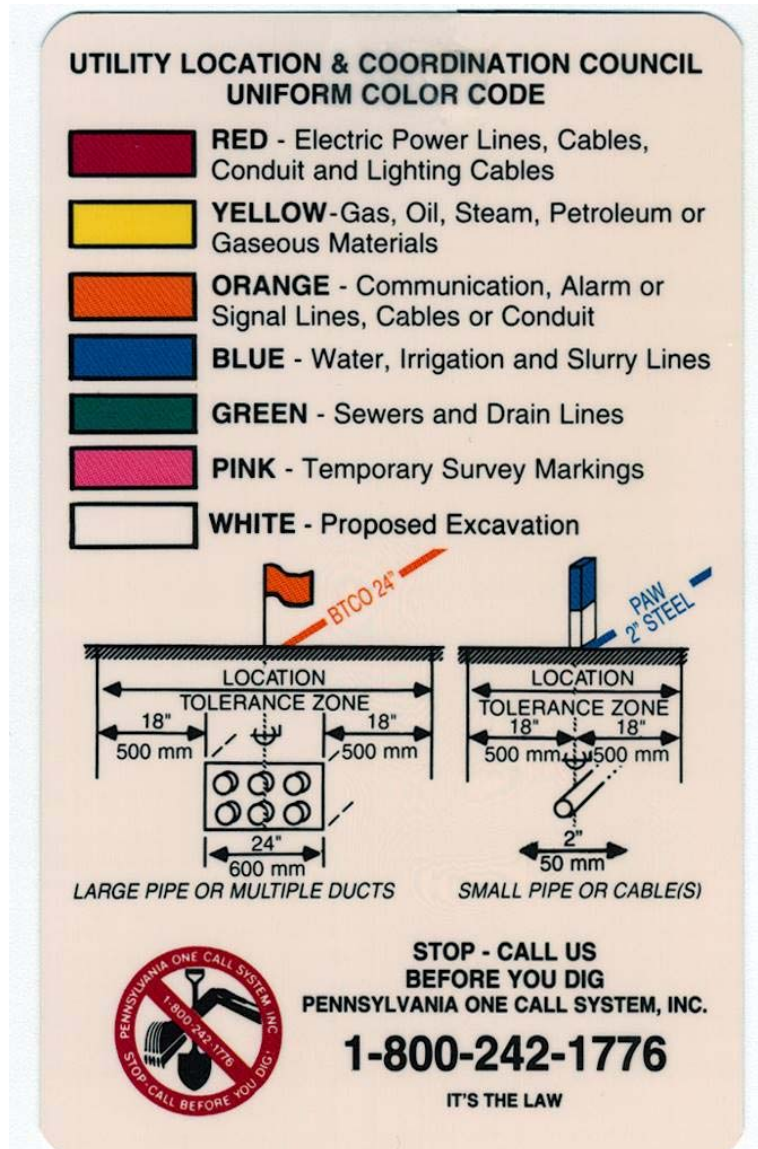 UTILITY LOCATION & COORDINATION COUNCIL
UNIFORM COLOR CODE
RED - Electric Power Lines, Cables,
Conduit and Lighting Cables
YELLOW-Gas, Oil, Steam, Petroleum or
Gaseous Materials
ORANGE - Communication, Alarm or
Signal Lines, Cables or Conduit
BLUE - Water, Irrigation and Slurry Lines
GREEN - Sewers and Drain Lines
PINK - Temporary Survey Markings
WHITE - Proposed Excavation
BTCO 24"
LOCATION
TOLERANCE ZONE
18" 18"
500 mm 500 mm
24"
600 mm
LARGE PIPE OR MULTIPLE DUCTS
PAW
2" STEEL
LOCATION
TOLERANCE ZONE
18" 18"
500 mm 500 mm
2"
50 mm
SMALL PIPE OR CABLE(S)
PENNSYLVANIA ONE CALL SYSTEM INC
1-800-242-1776
STOP-CALL BEFORE YOU DIG!
STOP - CALL US
BEFORE YOU DIG
PENNSYLVANIA ONE CALL SYSTEM, INC.
1-800-242-1776
IT'S THE LAW